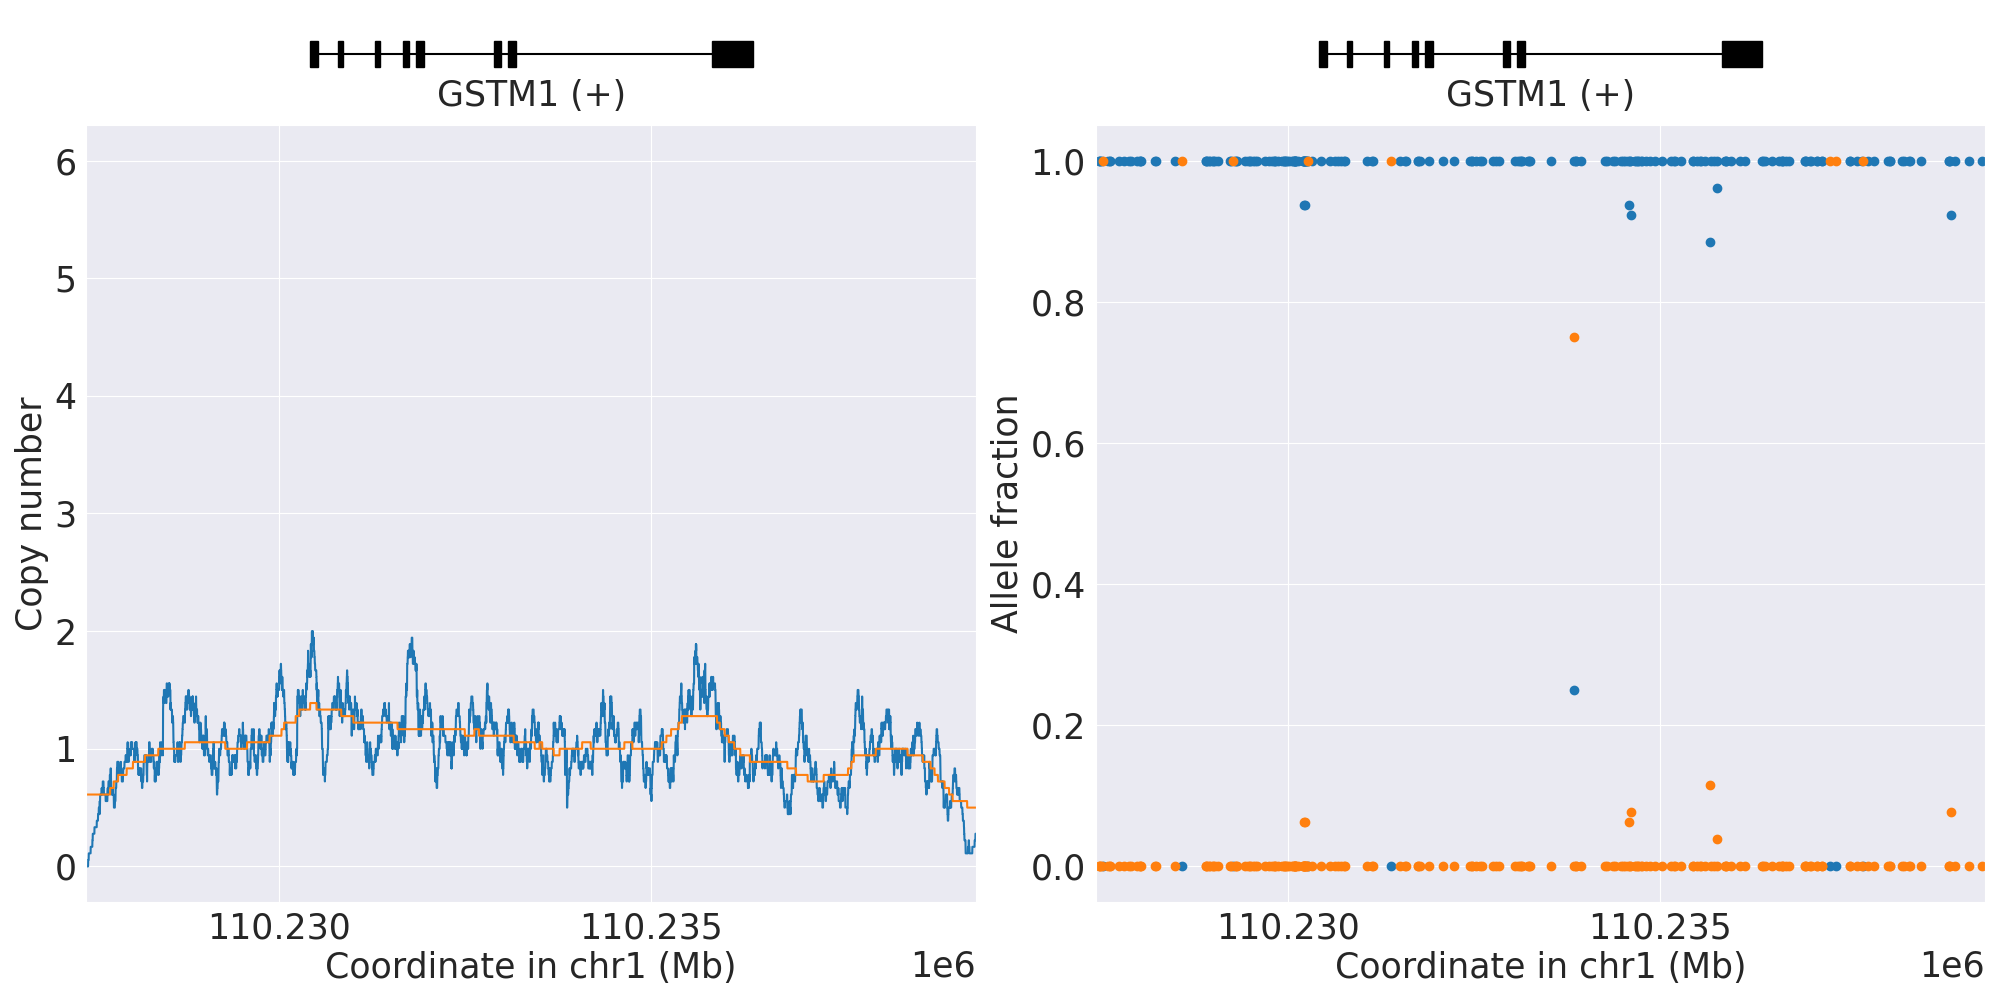 GSTM1 (+)
6
5
4
3
2
1
0
Copy number
110.230
110.235
Coordinate in chr1 (Mb)
1e6
GSTM1 (+)
1.0
0.8
0.6
0.4
0.2
0.0
Allele fraction
110.230
110.235
Coordinate in chr1 (Mb)
1e6